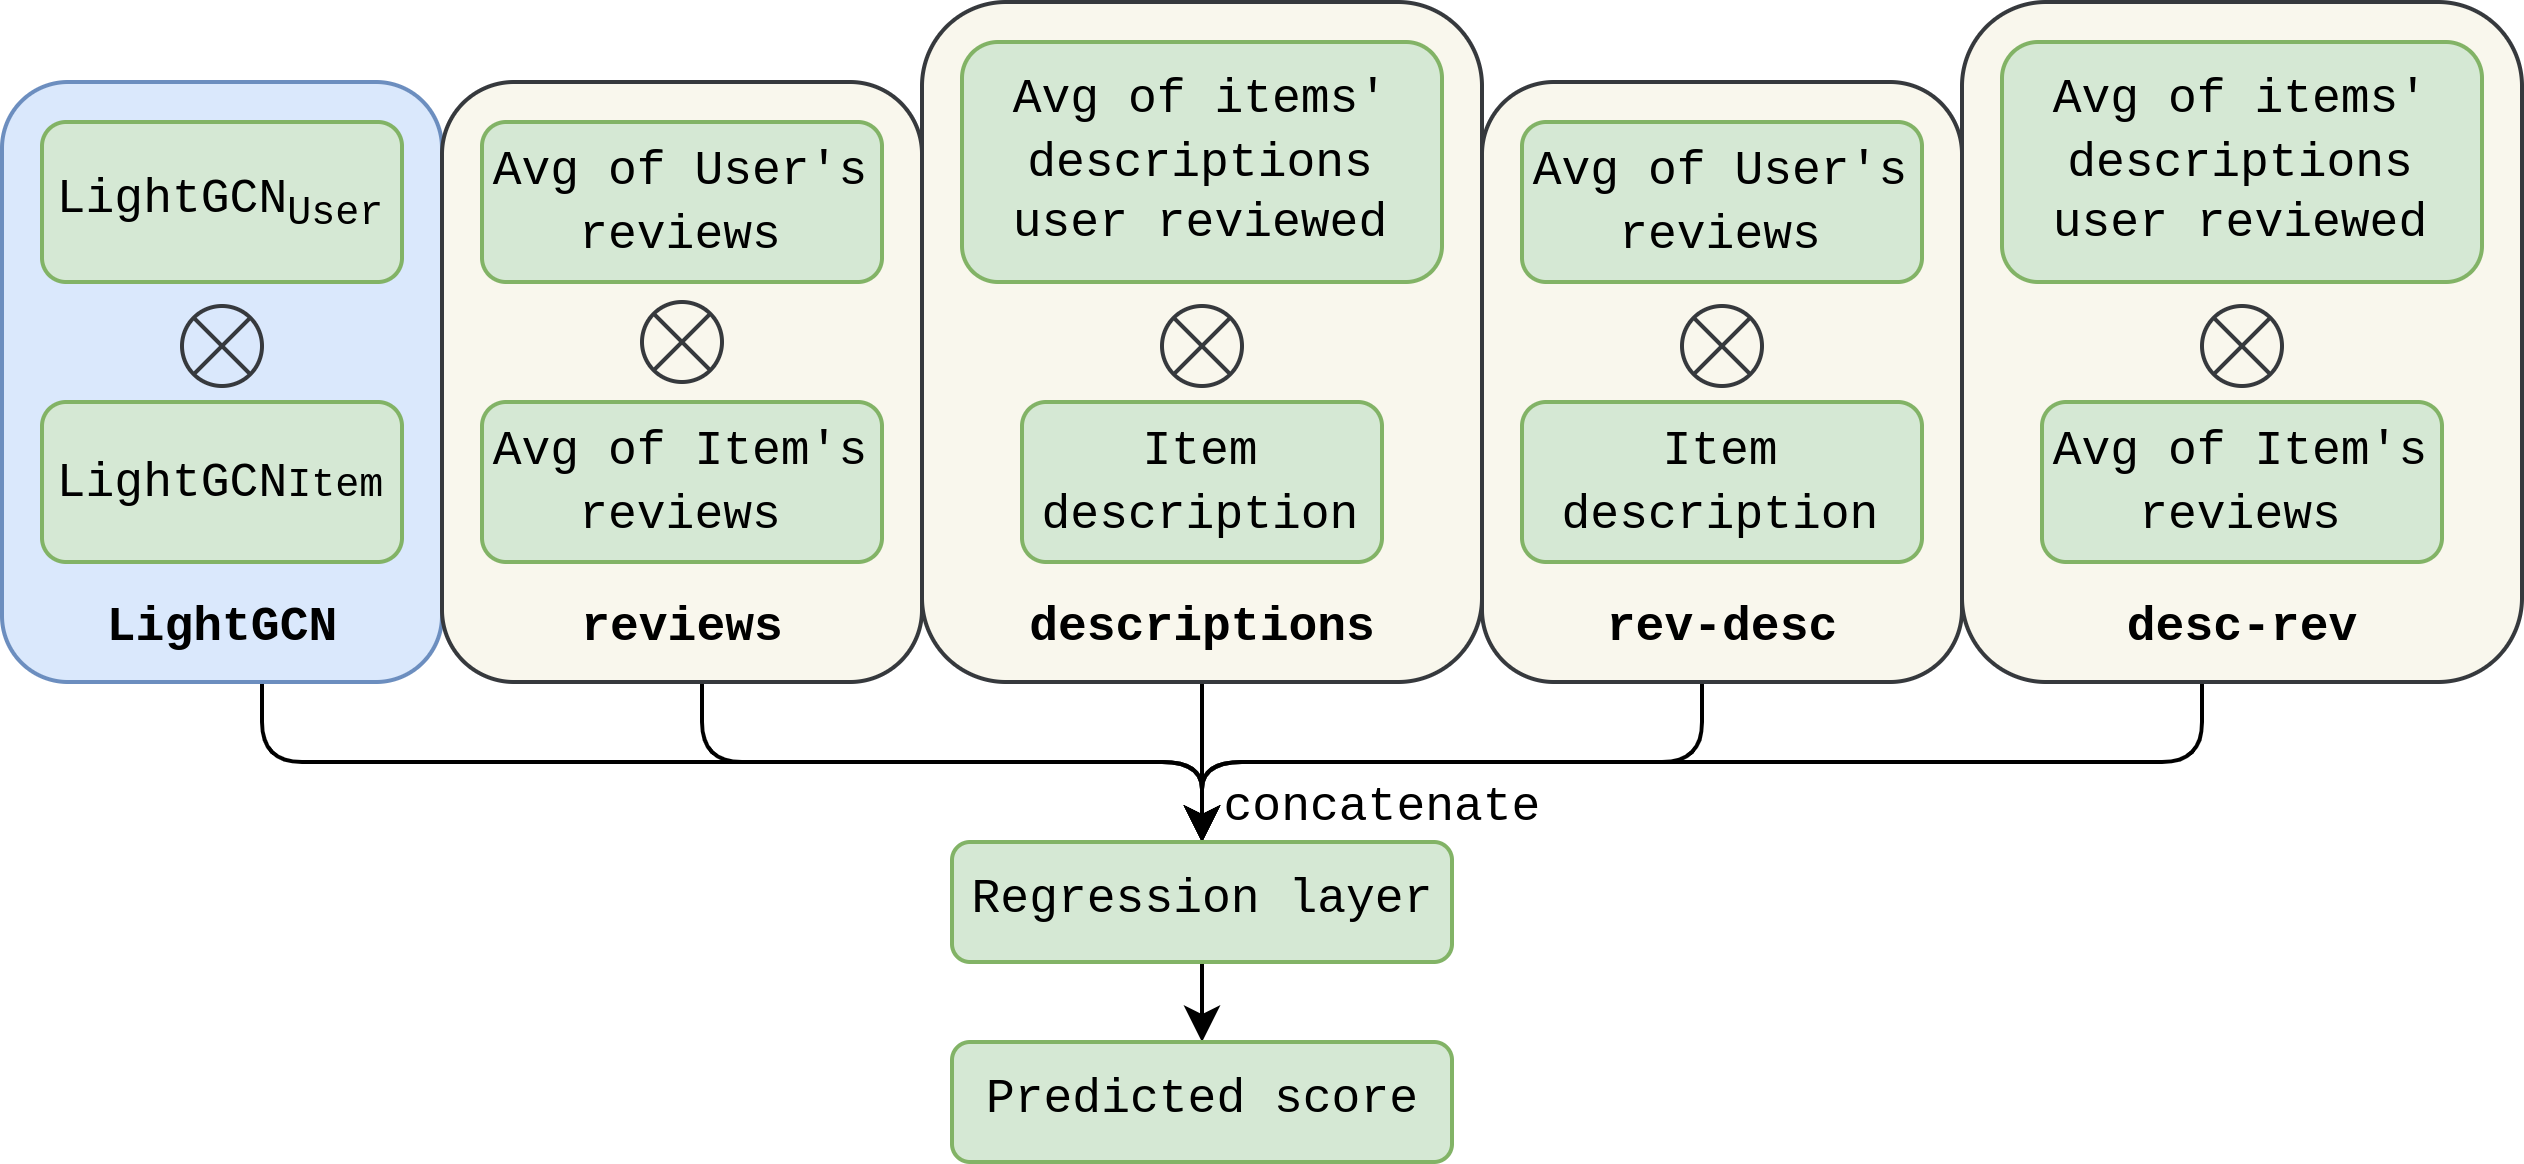 LightGCNUser
LightGCNItem
LightGCN
Avg of User's
reviews
Avg of Item's
reviews
reviews
Avg of items'
descriptions
user reviewed
Item
description
descriptions
Avg of User's
reviews
Item
description
rev-desc
Avg of items'
descriptions
user reviewed
Avg of Item's
reviews
desc-rev
concatenate
Regression layer
Predicted score